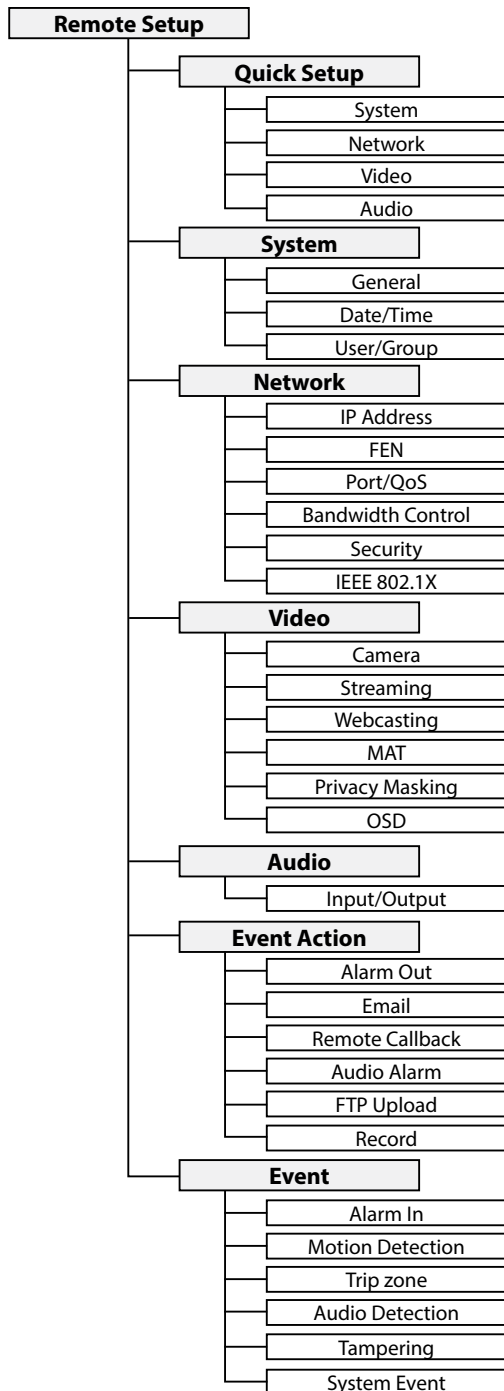 Remote Setup
Quick Setup
System
Network
Video
Audio
System
General
Date/Time
User/Group
Network
IP Address
FEN
Port/QoS
Bandwidth Control
Security
IEEE 802.1X
Video
Camera
Streaming
Webcasting
MAT
Privacy Masking
OSD
Audio
Input/Output
Event Action
Alarm Out
Email
Remote Callback
Audio Alarm
FTP Upload
Record
Event
Alarm In
Motion Detection
Trip zone
Audio Detection
Tampering
System Event